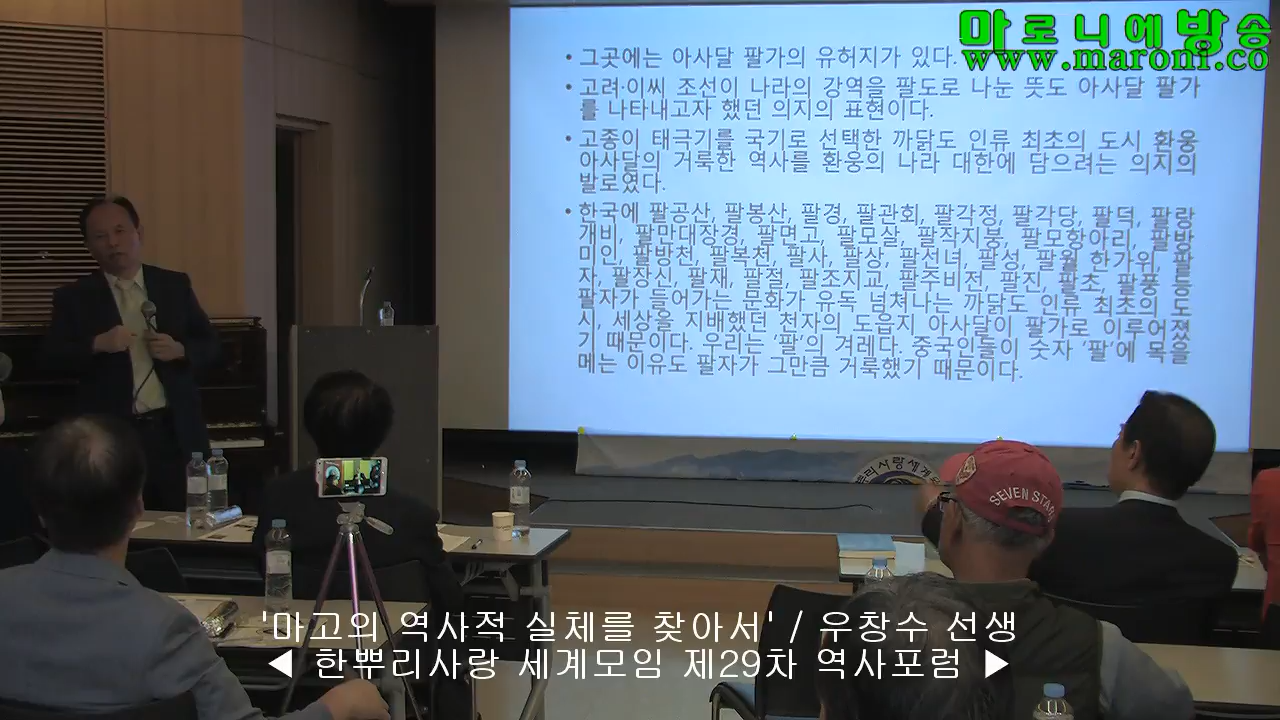 마로니에방송
www.maroni.co
• 그곳에는 아사달 팔가의 유허지가 있다.
• 고려·이씨 조선이 나라의 강역을 팔도로 나눈 뜻도 아사달 팔가
를 나타내고자 했던 의지의 표현이다.
• 고종이 태극기를 국기로 선택한 까닭도 인류 최초의 도시 환웅
아사달의 거룩한 역사를 환웅의 나라 대한에 담으려는 의지의
발로였다.
• 한국에 팔공산, 팔봉산, 팔경, 팔관회, 팔각정, 팔각당, 팔덕, 팔랑
개비, 팔만대장경, 팔면고, 팔모살, 팔작지붕, 팔모항아리, 팔방
미인, 팔방천, 팔복천, 팔사, 팔상, 팔선녀, 팔성, 팔월 한가위, 팔
자, 팔장신, 팔재, 팔절, 팔조지교, 팔주비전, 팔진, 팔초, 팔풍 등
팔자가 들어가는 문화가 유독 넘쳐나는 까닭도 인류 최초의 도
시, 세상을 지배했던 천자의 도읍지 아사달이 팔가로 이루어졌
기 때문이다. 우리는 '팔'의 겨레다. 중국인들이 숫자 '팔'에 목을
메는 이유도 팔자가 그만큼 거룩했기 때문이다.
뿌리사랑세계
SEVEN STAR
'마고의 역사적 실체를 찾아서' / 우창수 선생
◀ 한뿌리사랑 세계모임 제29차 역사포럼 ▶